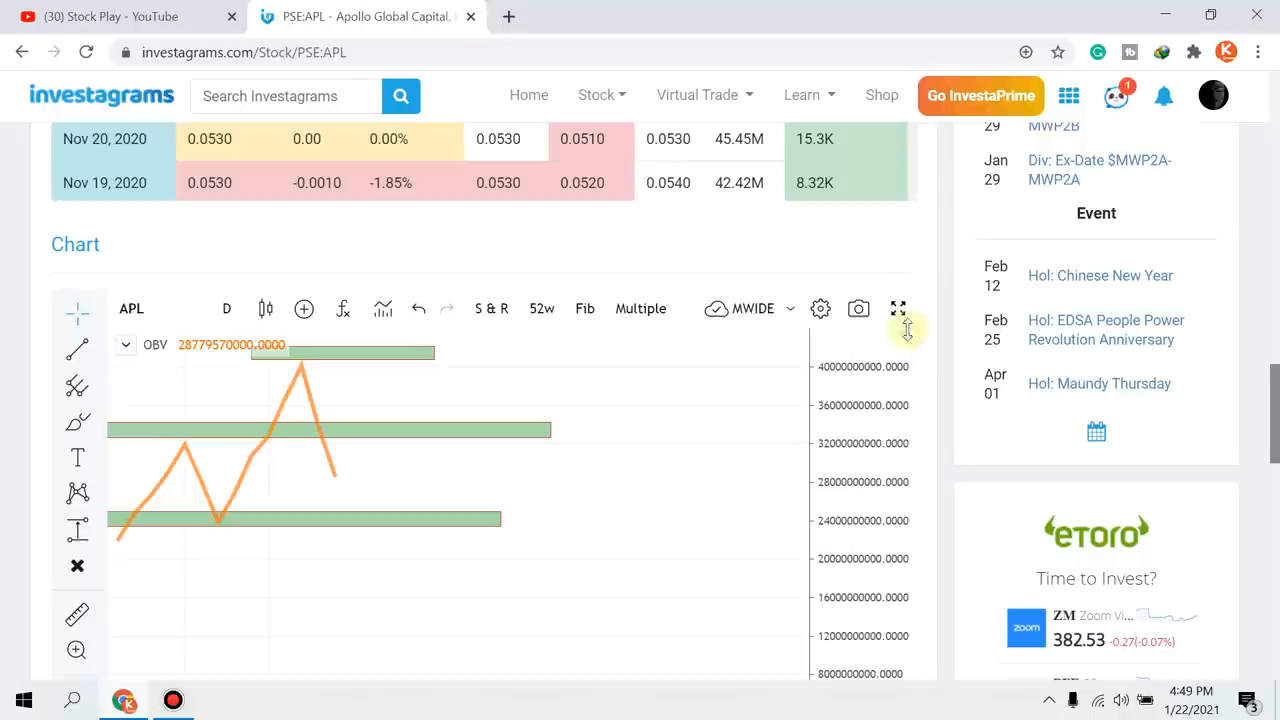 (30) Stock Play - YouTube
PSE:APL - Apollo Global Capital,
investagrams.com/Stock/PSE:APL
investagrams
Search Investagrams
Home
Stock
Virtual Trade
Learn
Shop
Go InvestaPrime
1
Nov 20, 2020 0.0530 0.00 0.00% 0.0530 0.0510 0.0530 45.45M 15.3K
Nov 19, 2020 0.0530 -0.0010 -1.85% 0.0530 0.0520 0.0540 42.42M 8.32K
Chart
APL D S & R 52w Fib Multiple MWIDE
OBV 28779570000.0000
40000000000.0000
36000000000.0000
32000000000.0000
28000000000.0000
24000000000.0000
20000000000.0000
16000000000.0000
12000000000.0000
8000000000.0000
29 MWP2B
Jan 29 Div: Ex-Date $MWP2A-
MWP2A
Event
Feb 12 Hol: Chinese New Year
Feb 25 Hol: EDSA People Power
Revolution Anniversary
Apr 01 Hol: Maundy Thursday
eToro
Time to Invest?
zoom
ZM Zoom Vi...
382.53 -0.27(-0.07%)
4:49 PM
1/22/2021
3